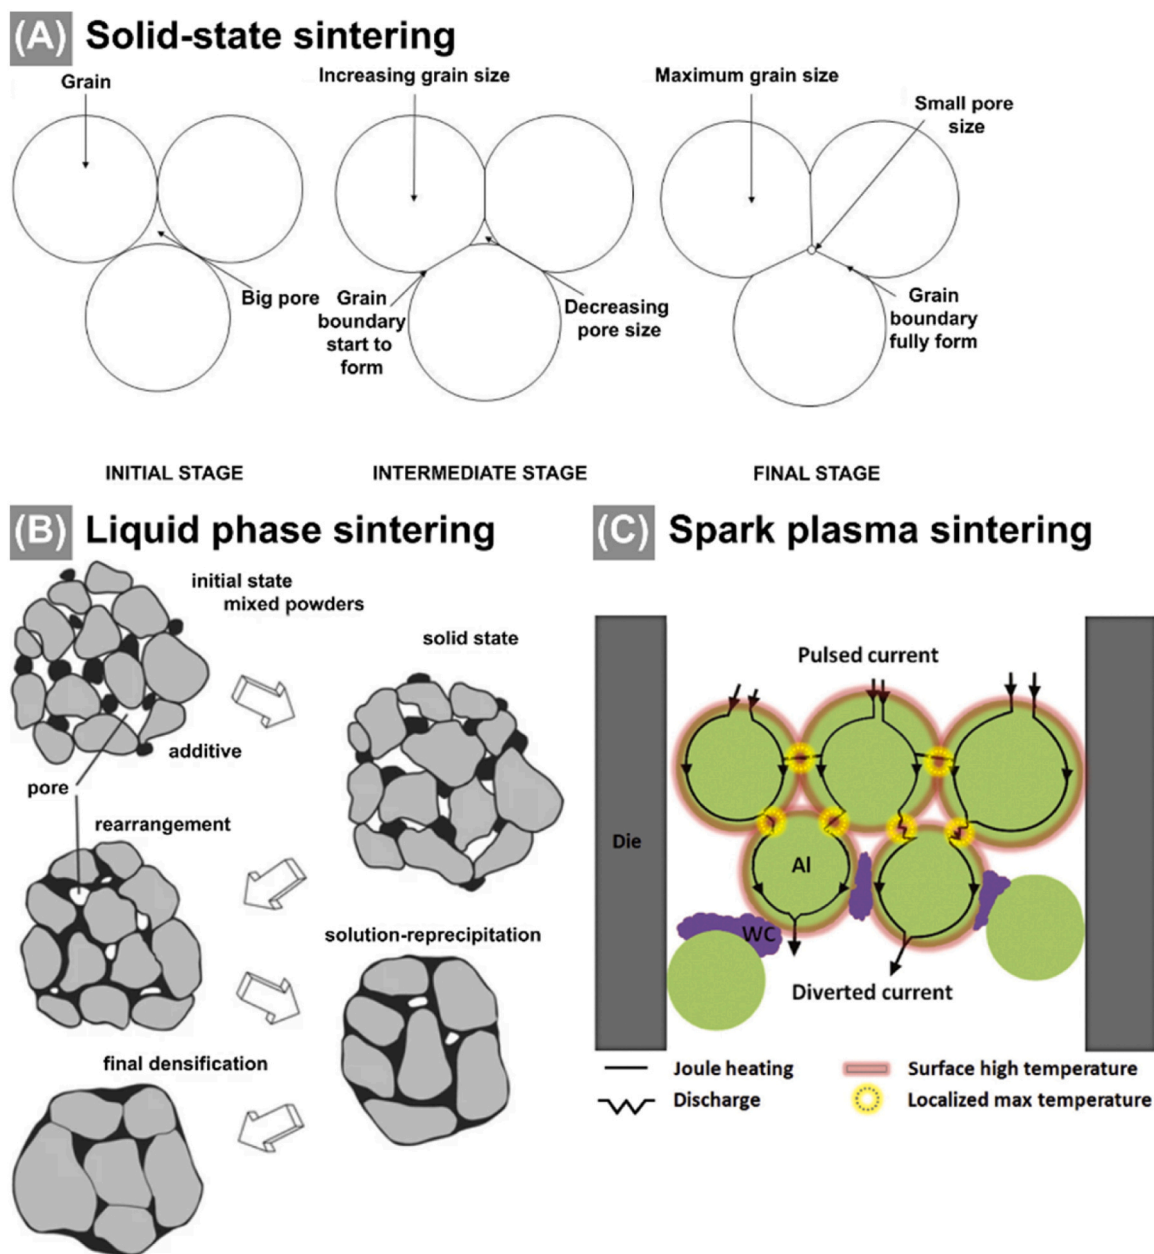 (A) Solid-state sintering
Grain
Increasing grain size
Maximum grain size
Small pore
size
Big pore
Grain
boundary
start to
form
Decreasing
pore size
Grain
boundary
fully form
INITIAL STAGE
INTERMEDIATE STAGE
FINAL STAGE
(B) Liquid phase sintering
initial state
mixed powders
solid state
additive
pore
rearrangement
solution-reprecipitation
final densification
(C) Spark plasma sintering
Pulsed current
Die
Al
WC
Diverted current
Joule heating
Surface high temperature
Discharge
Localized max temperature